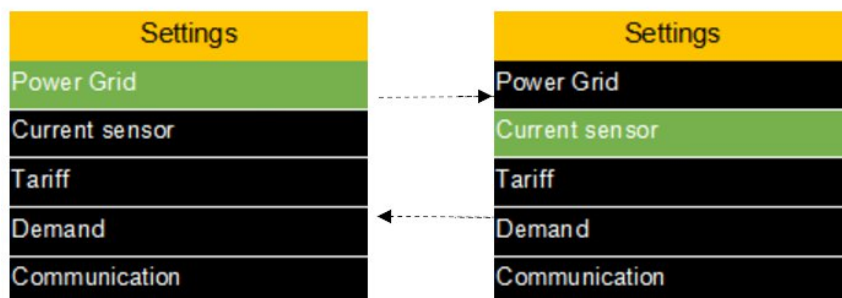 Settings
Power Grid
Current sensor
Tariff
Demand
Communication
Settings
Power Grid
Current sensor
Tariff
Demand
Communication